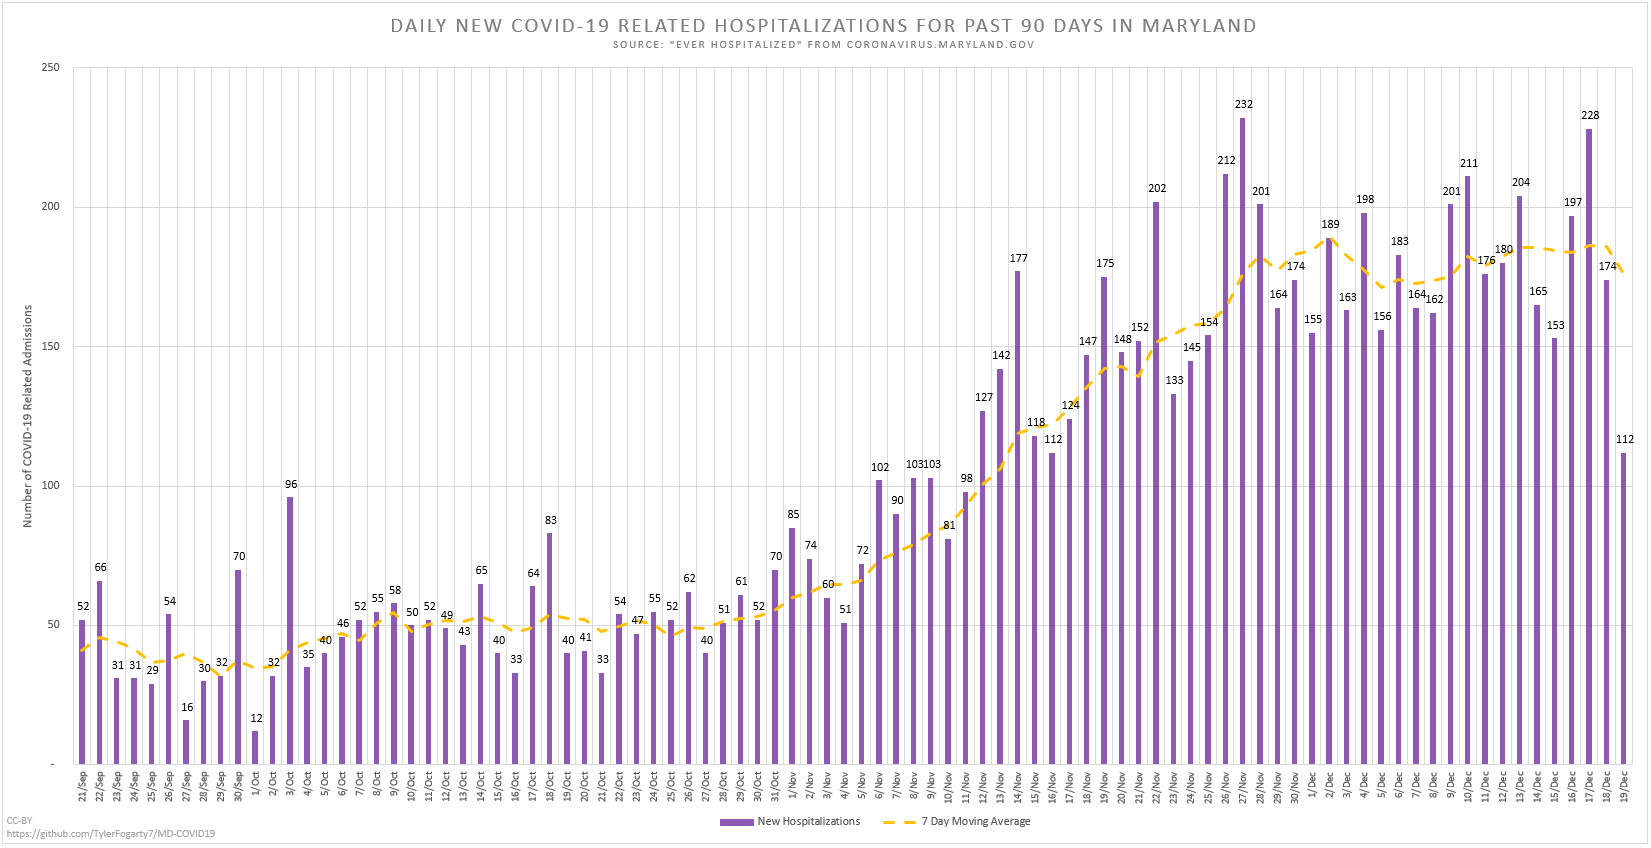 DAILY NEW COVID-19 RELATED HOSPITALIZATIONS FOR PAST 90 DAYS IN MARYLAND
SOURCE: "EVER HOSPITALIZED" FROM CORONAVIRUS.MARYLAND.GOV
Number of COVID-19 Related Admissions
250
200
150
100
50
-
52 66 31 31 29 54 16 30 32 70 12 32 96 35 40 46 52 55 58 50 52 49 43 65 40 33 64 83 40 41 33 54 47 55 52 62 40 51 61 52 70 85 74 60 51 72 102 90 103 103 81 98 127 142 177 118 112 124 147 175 148 152 202 133 145 154 212 232 201 164 174 155 189 163 198 156 183 164 162 201 211 176 180 204 165 153 197 228 174 112
21/Sep 22/Sep 23/Sep 24/Sep 25/Sep 26/Sep 27/Sep 28/Sep 29/Sep 30/Sep 1/Oct 2/Oct 3/Oct 4/Oct 5/Oct 6/Oct 7/Oct 8/Oct 9/Oct 10/Oct 11/Oct 12/Oct 13/Oct 14/Oct 15/Oct 16/Oct 17/Oct 18/Oct 19/Oct 20/Oct 21/Oct 22/Oct 23/Oct 24/Oct 25/Oct 26/Oct 27/Oct 28/Oct 29/Oct 30/Oct 31/Oct 1/Nov 2/Nov 3/Nov 4/Nov 5/Nov 6/Nov 7/Nov 8/Nov 9/Nov 10/Nov 11/Nov 12/Nov 13/Nov 14/Nov 15/Nov 16/Nov 17/Nov 18/Nov 19/Nov 20/Nov 21/Nov 22/Nov 23/Nov 24/Nov 25/Nov 26/Nov 27/Nov 28/Nov 29/Nov 30/Nov 1/Dec 2/Dec 3/Dec 4/Dec 5/Dec 6/Dec 7/Dec 8/Dec 9/Dec 10/Dec 11/Dec 12/Dec 13/Dec 14/Dec 15/Dec 16/Dec 17/Dec 18/Dec 19/Dec
New Hospitalizations 7 Day Moving Average
CC-BY
https://github.com/TylerFogarty7/MD-COVID19